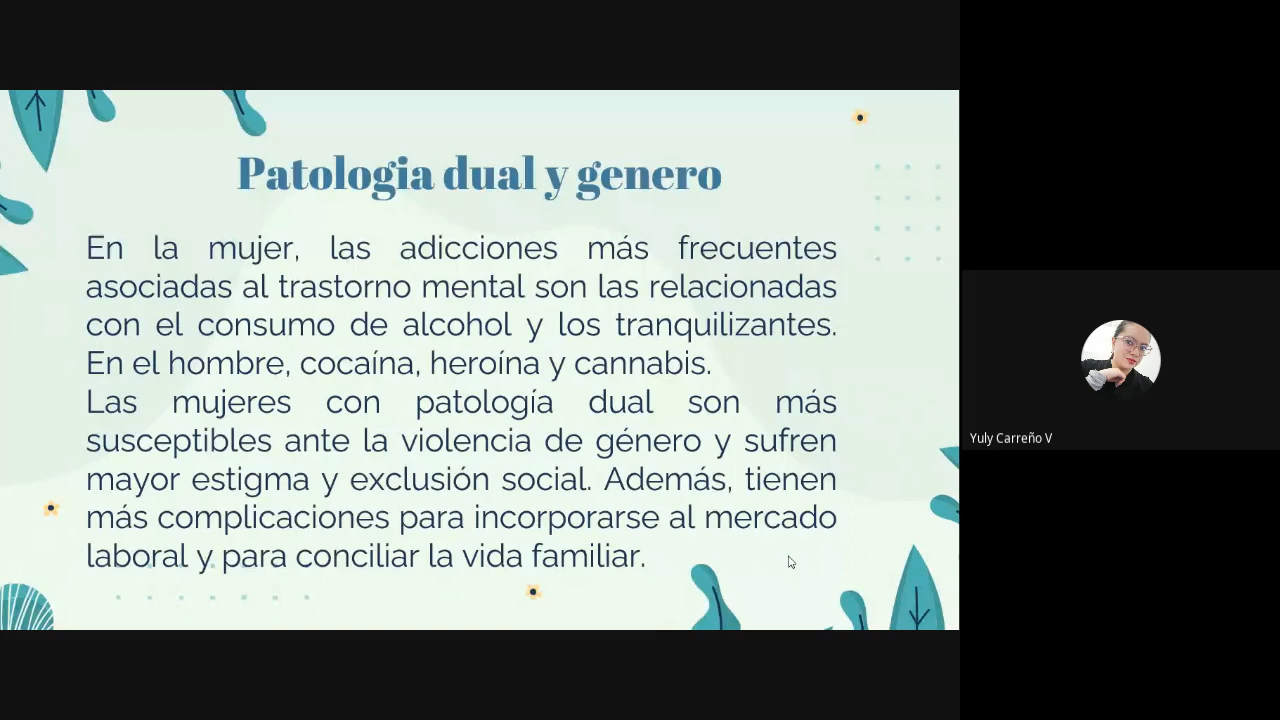 Patologia dual y genero
En la mujer, las adicciones más frecuentes
asociadas al trastorno mental son las relacionadas
con el consumo de alcohol y los tranquilizantes.
En el hombre, cocaína, heroína y cannabis.
Las mujeres con patología dual son más
susceptibles ante la violencia de género y sufren
mayor estigma y exclusión social. Además, tienen
más complicaciones para incorporarse al mercado
laboral y para conciliar la vida familiar.
Yuly Carreño V